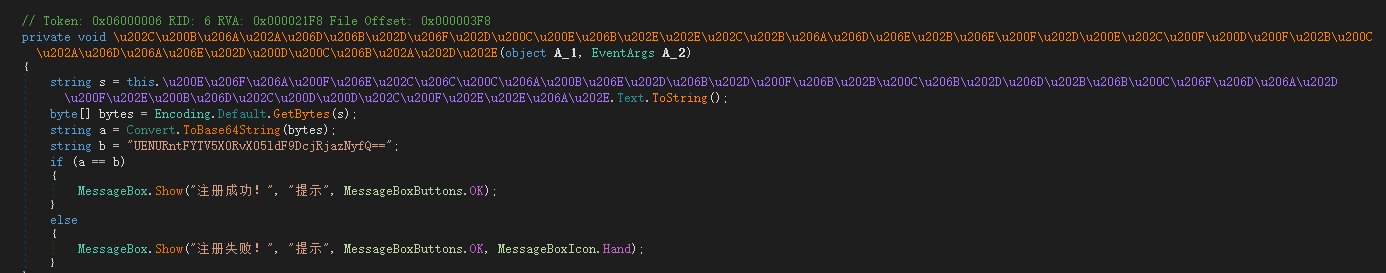 // Token: 0x06000006 RID: 6 RVA: 0x000021F8 File Offset: 0x000003F8
private void \u202C\u200B\u206A\u202A\u206D\u206B\u202D\u206F\u202D\u200C\u200E\u206B\u202E\u202E\u202C\u202B\u206A\u206D\u206E\u202B\u206E\u200F\u202D\u200E\u202C\u200F\u200D\u200F\u202B\u200C
\u202A\u206D\u206A\u206E\u202D\u200D\u200C\u206B\u202A\u202D\u202E(object A_1, EventArgs A_2)
{
string s = this.\u200E\u206F\u206A\u200F\u206E\u202C\u206C\u200C\u206A\u200B\u206E\u202D\u206B\u202D\u200F\u206B\u202B\u200C\u206B\u202D\u206D\u202B\u206B\u200C\u206F\u206D\u206A\u202D
\u200F\u202E\u200B\u206D\u202C\u200D\u200D\u202C\u200F\u202E\u202E\u206A\u202E.Text.ToString();
byte[] bytes = Encoding.Default.GetBytes(s);
string a = Convert.ToBase64String(bytes);
string b = "UENURntFYTV5X0RvX05ldF9DcjRjazNyfQ==";
if (a == b)
{
MessageBox.Show("注册成功！", "提示", MessageBoxButtons.OK);
}
else
{
MessageBox.Show("注册失败！", "提示", MessageBoxButtons.OK, MessageBoxIcon.Hand);
}